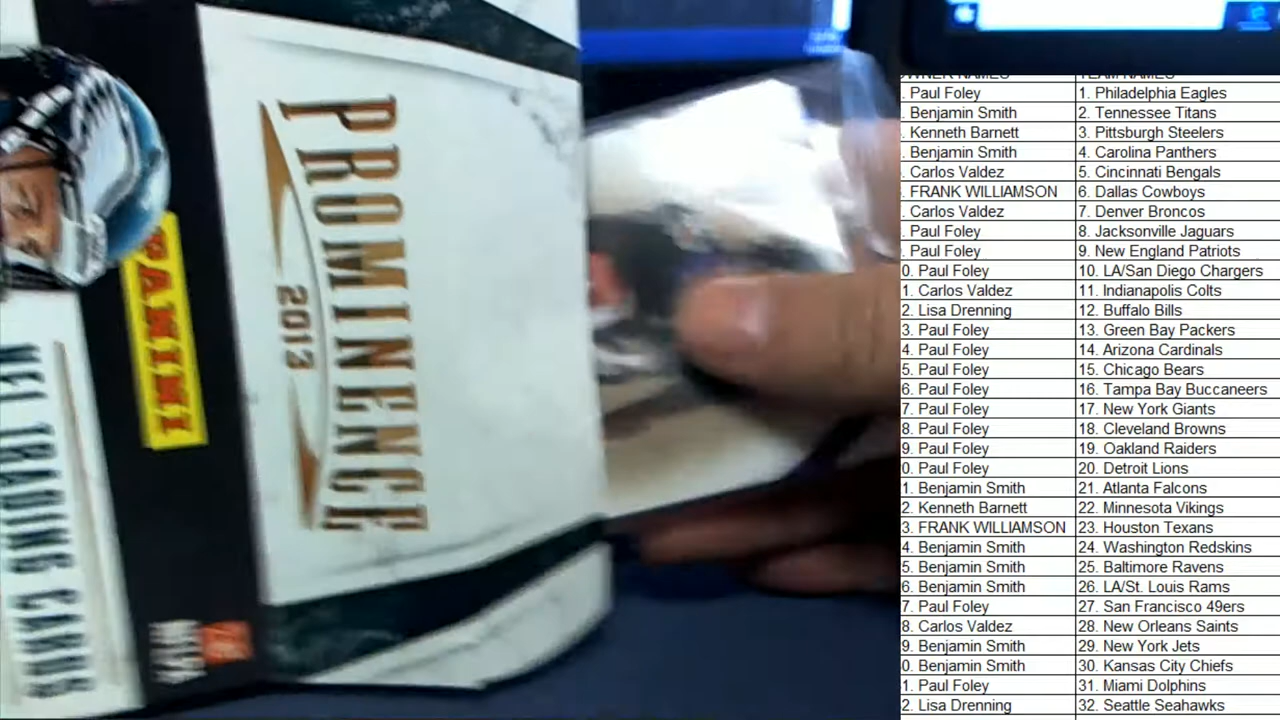 PROMINENCE
2013
PANINI
NFL TRADING CARDS
OWNER NAMES TEAM NAMES
. Paul Foley 1. Philadelphia Eagles
. Benjamin Smith 2. Tennessee Titans
. Kenneth Barnett 3. Pittsburgh Steelers
. Benjamin Smith 4. Carolina Panthers
. Carlos Valdez 5. Cincinnati Bengals
. FRANK WILLIAMSON 6. Dallas Cowboys
. Carlos Valdez 7. Denver Broncos
. Paul Foley 8. Jacksonville Jaguars
. Paul Foley 9. New England Patriots
0. Paul Foley 10. LA/San Diego Chargers
1. Carlos Valdez 11. Indianapolis Colts
2. Lisa Drenning 12. Buffalo Bills
3. Paul Foley 13. Green Bay Packers
4. Paul Foley 14. Arizona Cardinals
5. Paul Foley 15. Chicago Bears
6. Paul Foley 16. Tampa Bay Buccaneers
7. Paul Foley 17. New York Giants
8. Paul Foley 18. Cleveland Browns
9. Paul Foley 19. Oakland Raiders
0. Paul Foley 20. Detroit Lions
1. Benjamin Smith 21. Atlanta Falcons
2. Kenneth Barnett 22. Minnesota Vikings
3. FRANK WILLIAMSON 23. Houston Texans
4. Benjamin Smith 24. Washington Redskins
5. Benjamin Smith 25. Baltimore Ravens
6. Benjamin Smith 26. LA/St. Louis Rams
7. Paul Foley 27. San Francisco 49ers
8. Carlos Valdez 28. New Orleans Saints
9. Benjamin Smith 29. New York Jets
0. Benjamin Smith 30. Kansas City Chiefs
1. Paul Foley 31. Miami Dolphins
2. Lisa Drenning 32. Seattle Seahawks